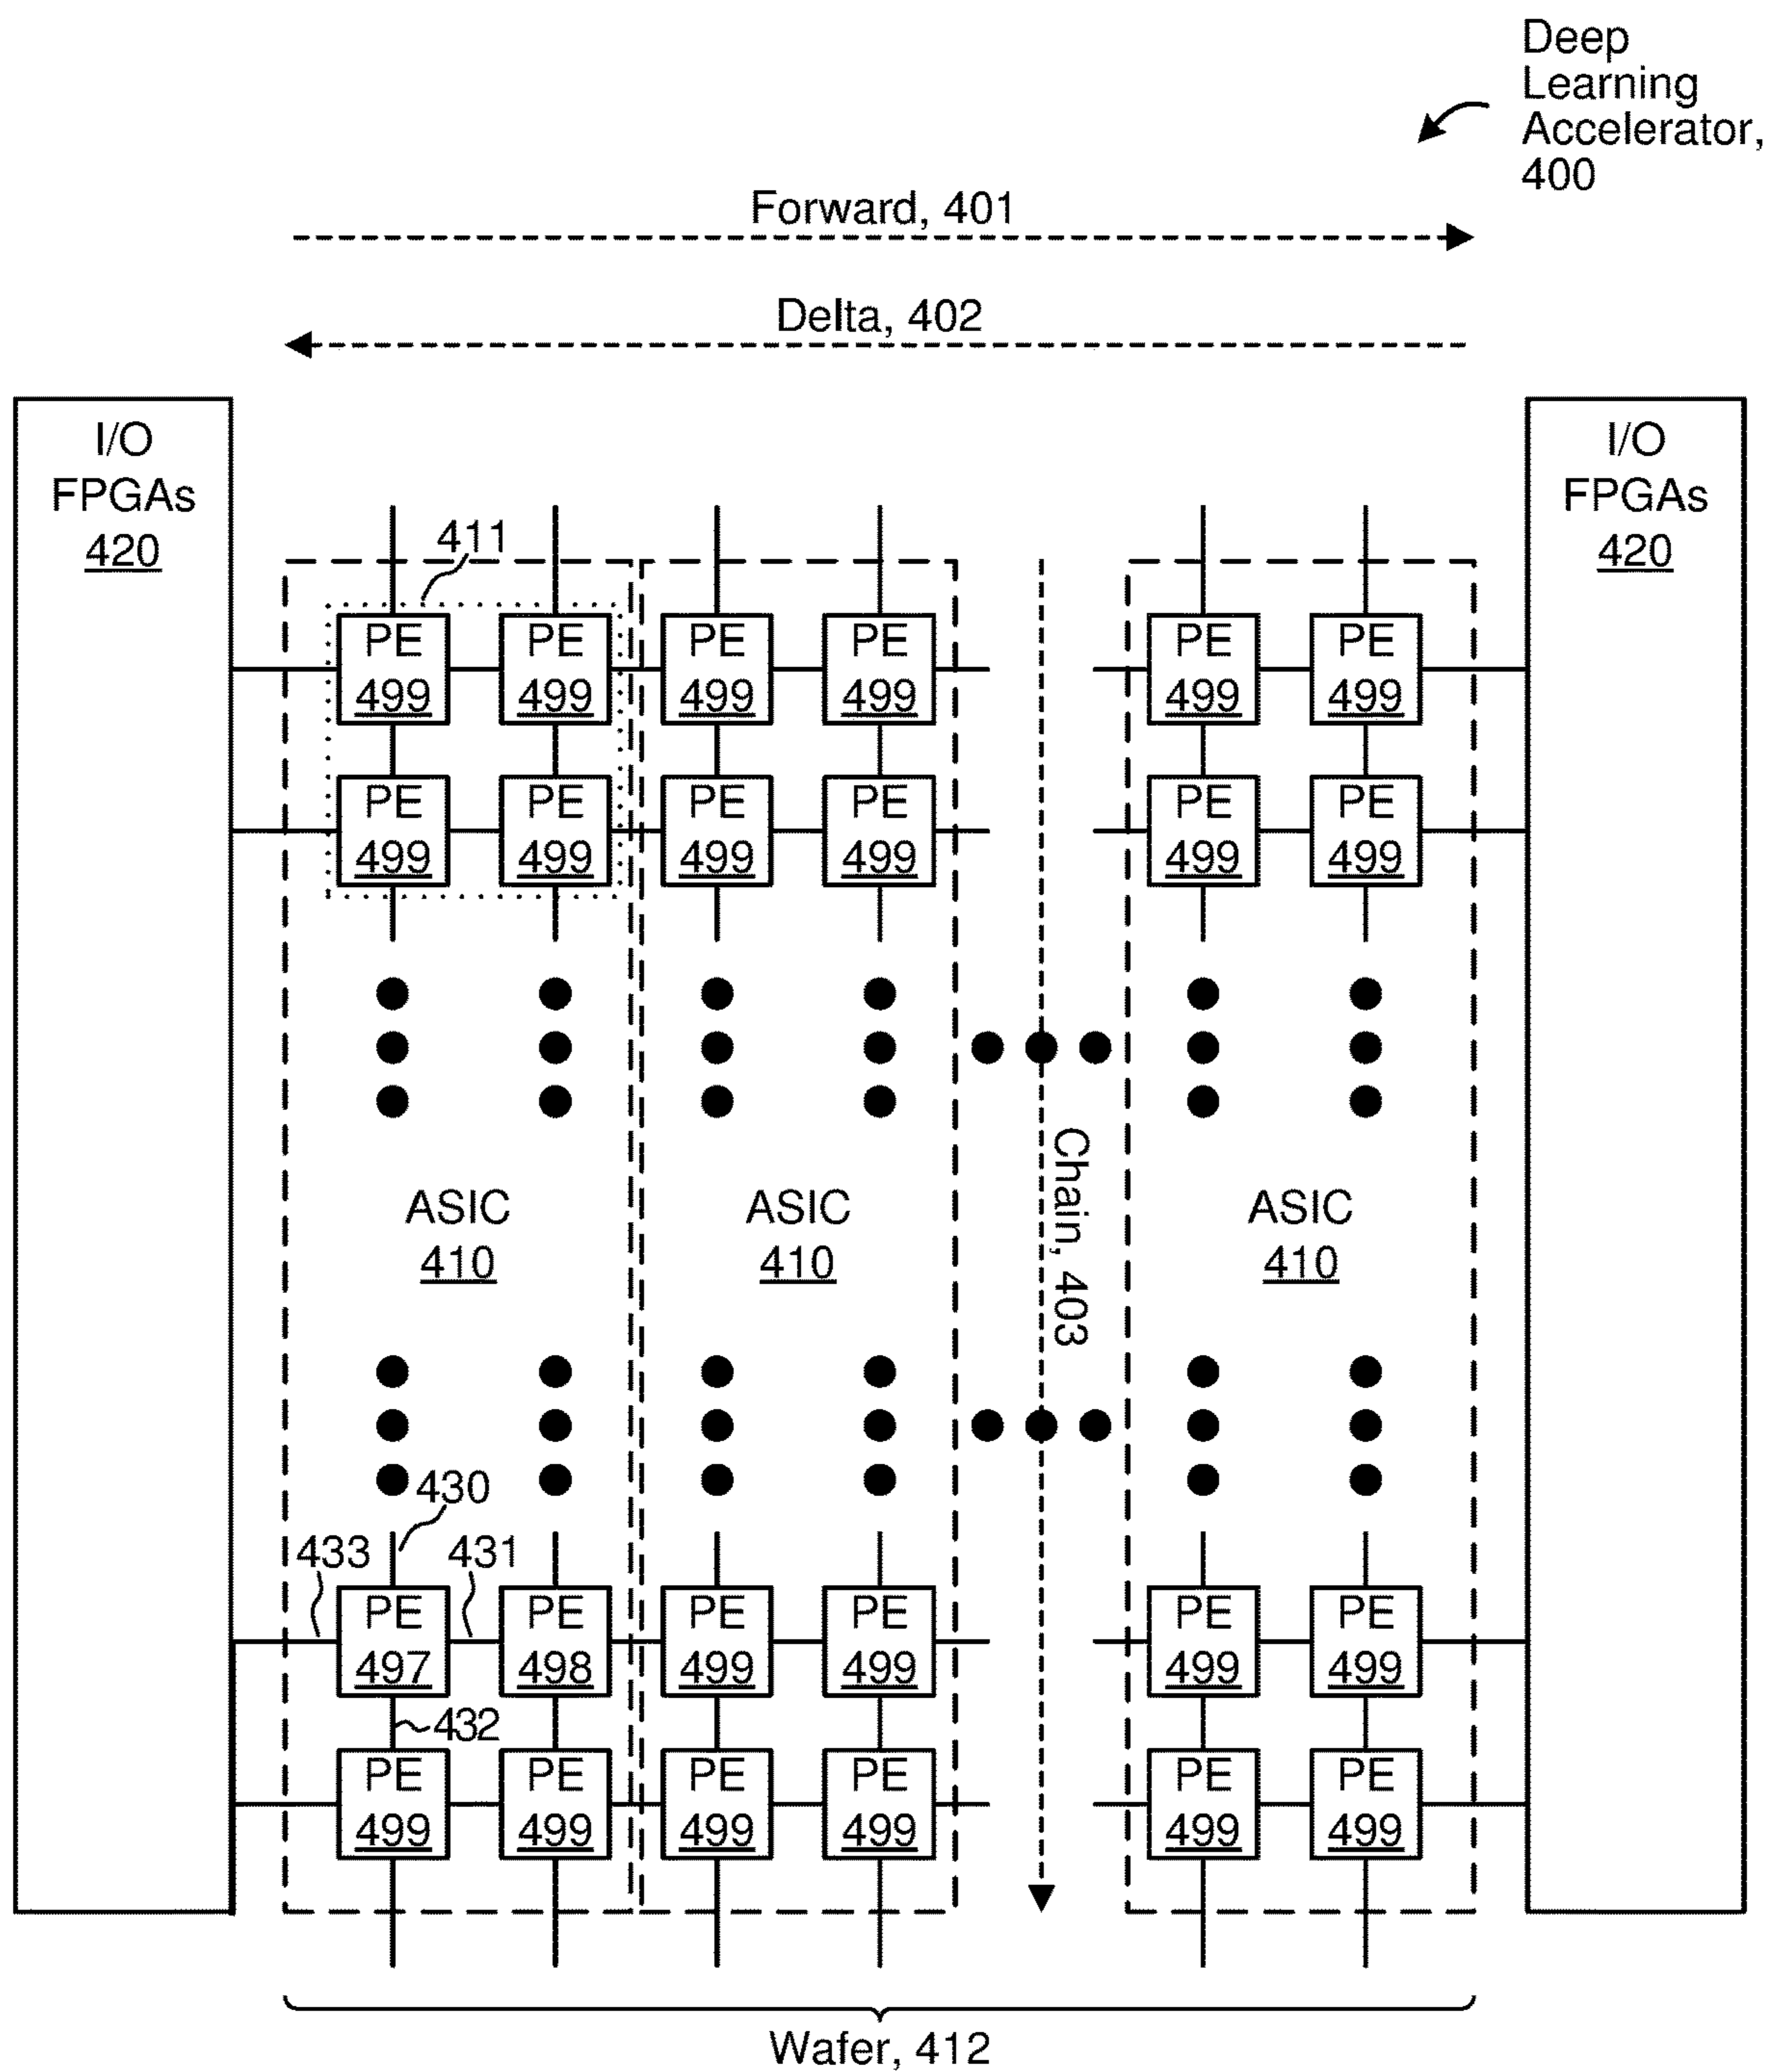 Deep
Learning
Accelerator,
400
Forward, 401
Delta, 402
I/O
FPGAs
420
I/O
FPGAs
420
411
PE PE PE PE PE PE
499 499 499 499 499 499
PE PE PE PE PE PE
499 499 499 499 499 499
Chain, 403
ASIC ASIC ASIC
410 410 410
430
433 431
PE PE PE PE PE PE
497 498 499 499 499 499
432
PE PE PE PE PE PE
499 499 499 499 499 499
Wafer, 412